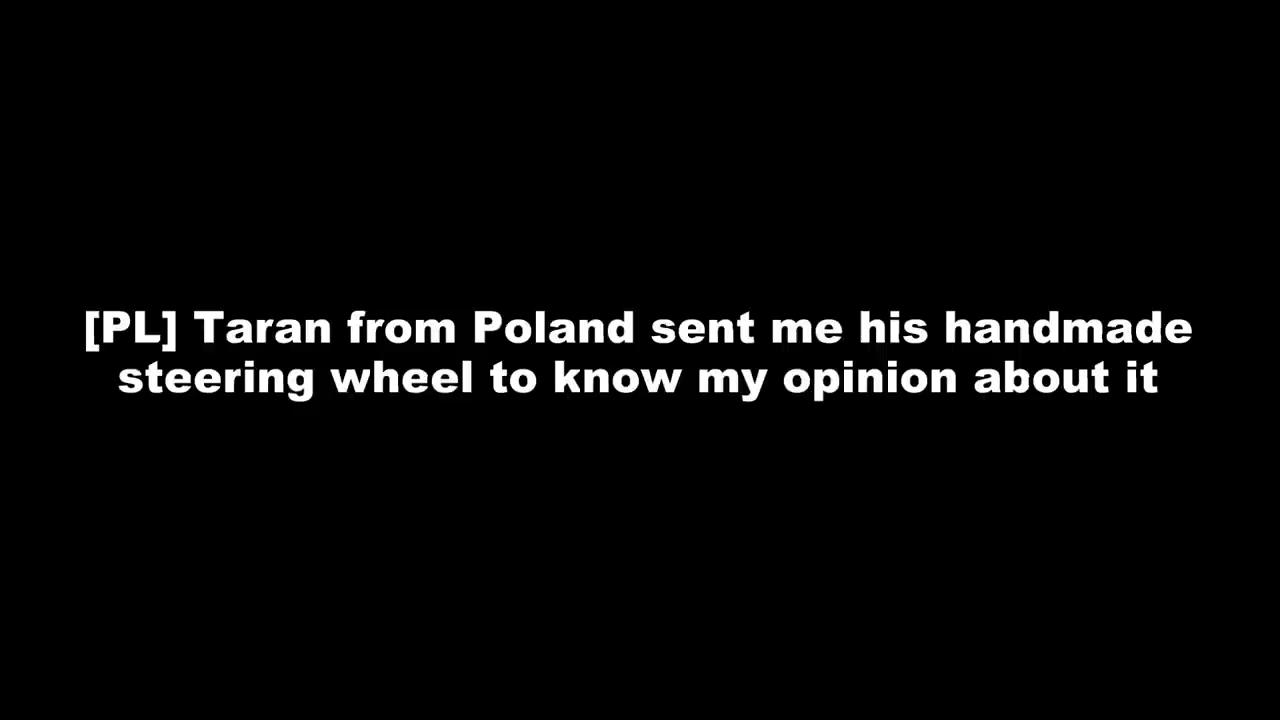 [PL] Taran from Poland sent me his handmade
steering wheel to know my opinion about it